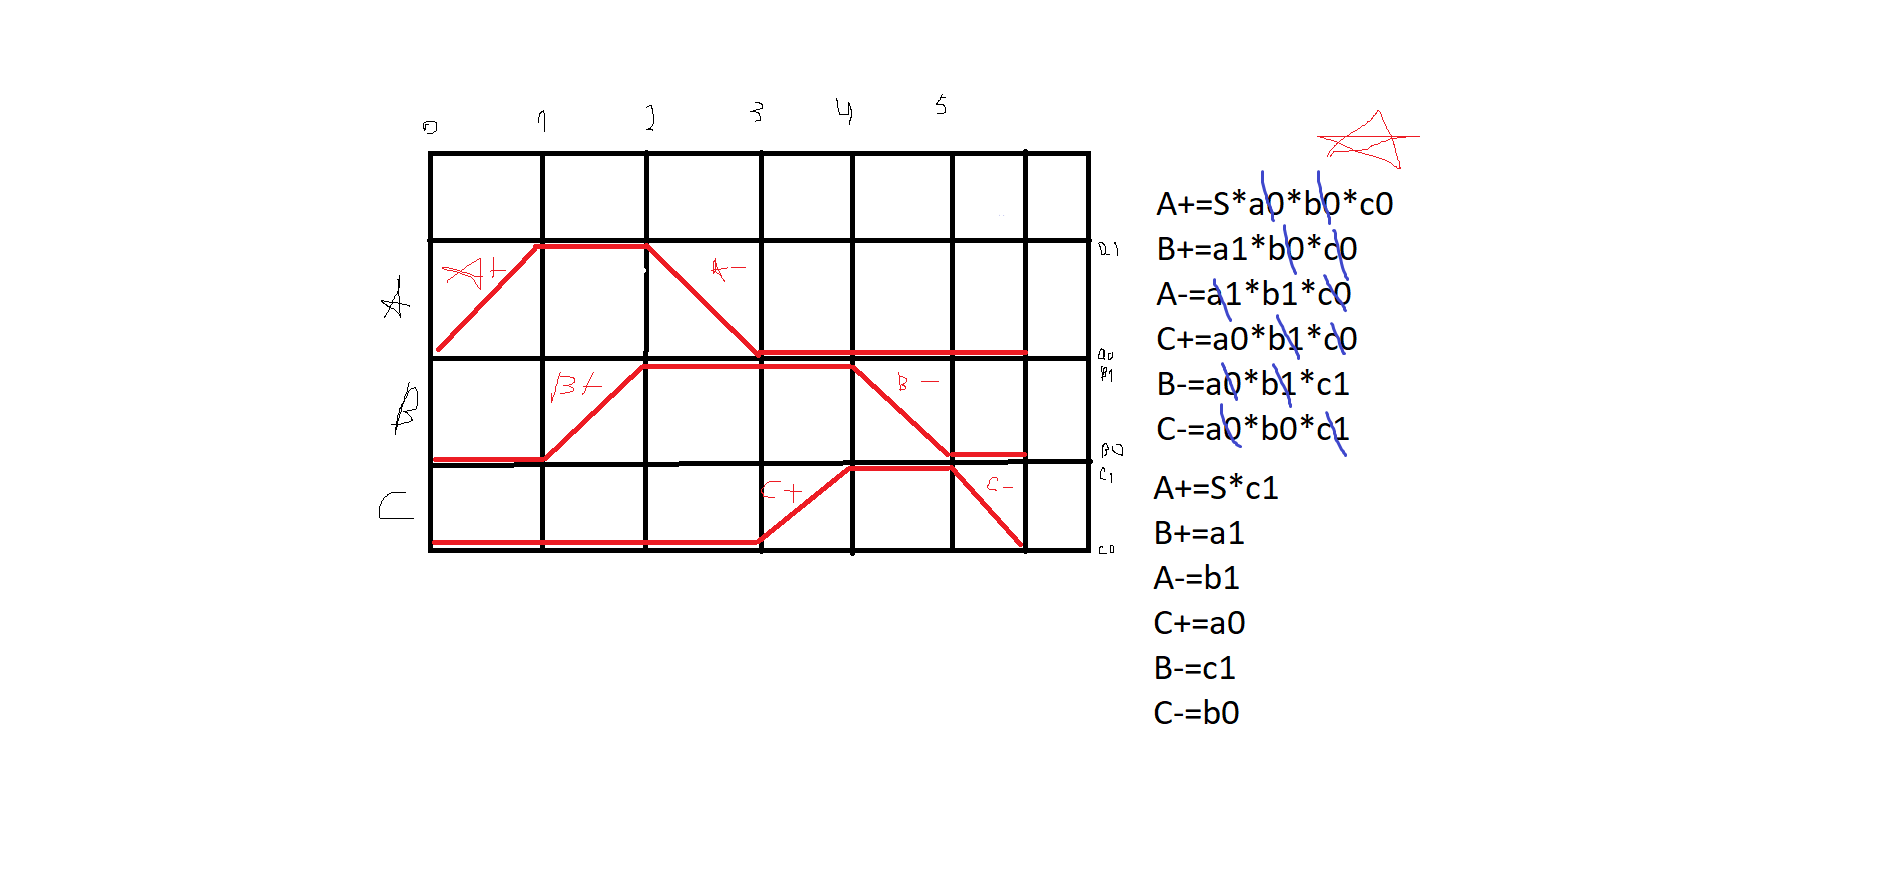 0 1 2 3 4 5
A+=S*a0*b0*c0
B+=a1*b0*c0
A-=a1*b1*c0
C+=a0*b1*c0
B-=a0*b1*c1
C-=a0*b0*c1
A+=S*c1
B+=a1
A-=b1
C+=a0
B-=c1
C-=b0
a1
A+ A-
A
a0
B1
B+ B-
B
B0
C1
C+ C-
C
C0